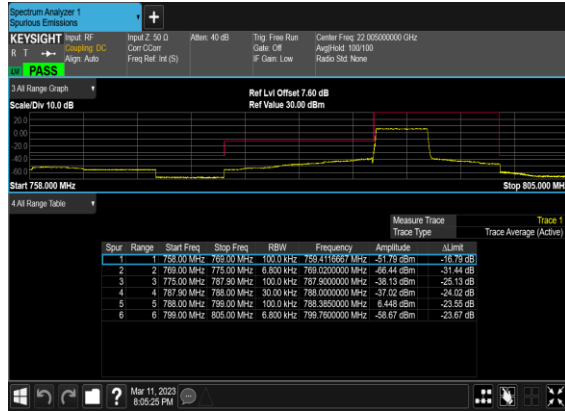 Spectrum Analyzer 1
Spurious Emissions
KEYSIGHT Input: RF Input Z: 50 Ω Atten: 40 dB Trig: Free Run Center Freq: 22.005000000 GHz
R T Coupling: DC Corr CCorr Gate: Off Avg|Hold: 100/100
Align: Auto Freq Ref: Int (S) IF Gain: Low Radio Std: None
PASS
3 All Range Graph Ref Lvl Offset 7.60 dB
Scale/Div 10.0 dB Ref Value 30.00 dBm
20.0
0.00
-20.0
-40.0
-60.0
Start 758.000 MHz Stop 805.000 MH
4 All Range Table
Measure Trace Trace 1
Trace Type Trace Average (Active)
Spur Range Start Freq Stop Freq RBW Frequency Amplitude ΔLimit
1 1 758.00 MHz 769.00 MHz 100.0 kHz 759.4116667 MHz -51.79 dBm -16.79 dB
2 2 769.00 MHz 775.00 MHz 6.800 kHz 769.0200000 MHz -66.44 dBm -31.44 dB
3 3 775.00 MHz 787.90 MHz 100.0 kHz 787.9000000 MHz -38.13 dBm -25.13 dB
4 4 787.90 MHz 788.00 MHz 30.00 kHz 788.0000000 MHz -37.02 dBm -24.02 dB
5 5 788.00 MHz 799.00 MHz 100.0 kHz 788.3850000 MHz 6.448 dBm -23.55 dB
6 6 799.00 MHz 805.00 MHz 6.800 kHz 799.7600000 MHz -58.67 dBm -23.67 dB
? Mar 11, 2023
8:05:25 PM